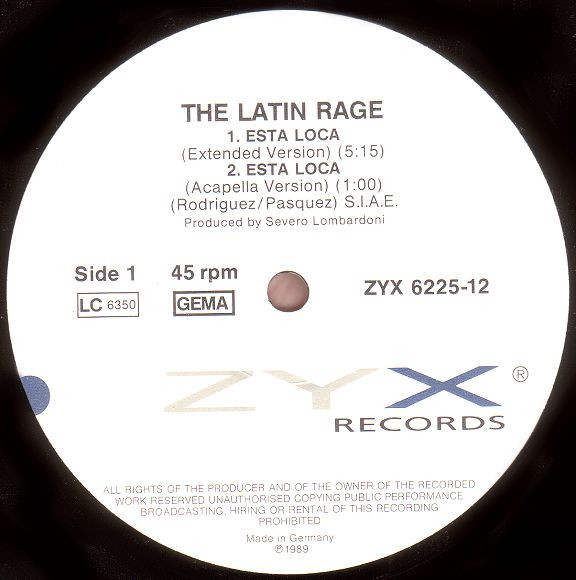 THE LATIN RAGE
1. ESTA LOCA
(Extended Version) (5:15)
2. ESTA LOCA
(Acapella Version) (1:00)
(Rodriguez/Pasquez) S.I.A.E.
Produced by Severo Lombardoni
Side 1 45 rpm
ZYX 6225-12
LC 6350 GEMA
ZYX ®
RECORDS
ALL RIGHTS OF THE PRODUCER AND OF THE OWNER OF THE RECORDED
WORK RESERVED UNAUTHORISED COPYING PUBLIC PERFORMANCE
BROADCASTING, HIRING OR RENTAL OF THIS RECORDING
PROHIBITED
Made in Germany
℗1989